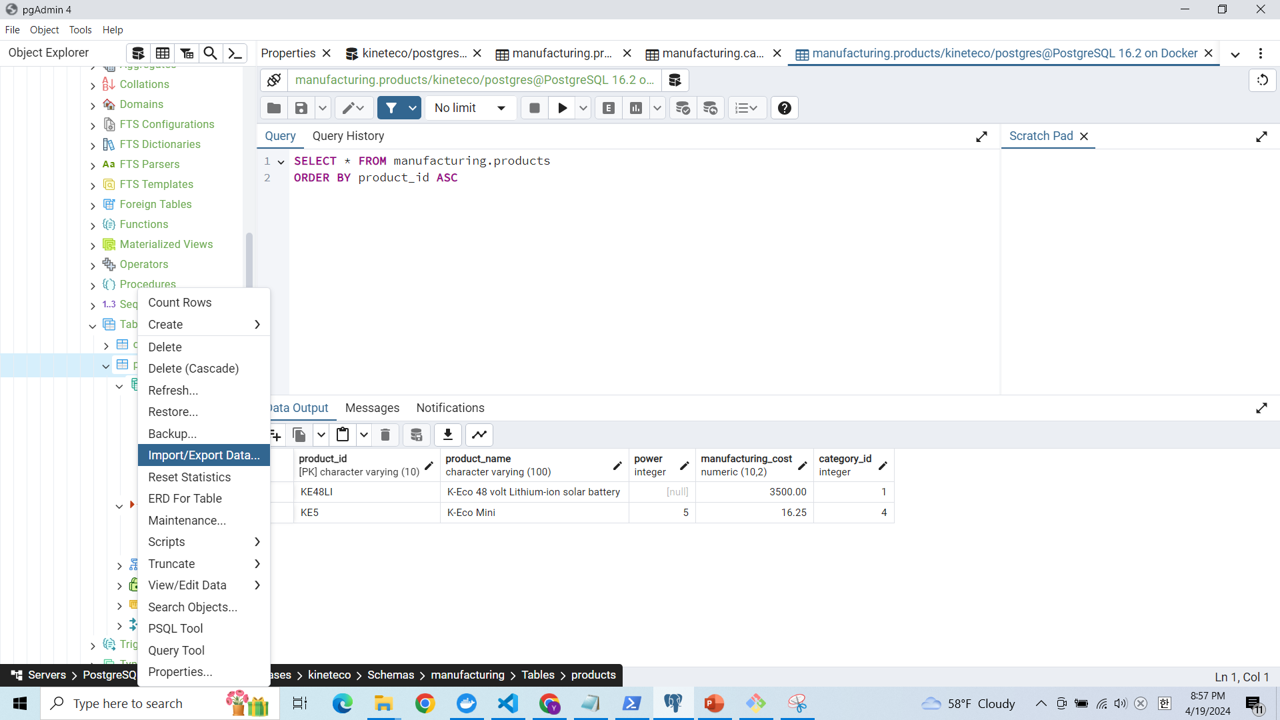 pgAdmin 4
File Object Tools Help
Object Explorer
Properties
kineteco/postgres...
manufacturing.pr...
manufacturing.ca...
manufacturing.products/kineteco/postgres@PostgreSQL 16.2 on Docker
manufacturing.products/kineteco/postgres@PostgreSQL 16.2 o...
No limit
E
Query Query History
Scratch Pad
1 SELECT * FROM manufacturing.products
2 ORDER BY product_id ASC
Aggregates
Collations
Domains
FTS Configurations
FTS Dictionaries
Aa FTS Parsers
FTS Templates
Foreign Tables
Functions
Materialized Views
Operators
Procedures
1..3 Seq
Tab
Count Rows
Create
Delete
Delete (Cascade)
Refresh...
Restore...
Backup...
Import/Export Data...
Reset Statistics
ERD For Table
Maintenance...
Scripts
Truncate
View/Edit Data
Search Objects...
PSQL Tool
Query Tool
Properties...
Trig
Data Output Messages Notifications
product_id product_name power manufacturing_cost category_id
[PK] character varying (10) character varying (100) integer numeric (10,2) integer
KE48LI K-Eco 48 volt Lithium-ion solar battery [null] 3500.00 1
KE5 K-Eco Mini 5 16.25 4
Servers PostgreSQ ases kineteco Schemas manufacturing Tables products
Ln 1, Col 1
Type here to search
58°F Cloudy
8:57 PM
4/19/2024
11